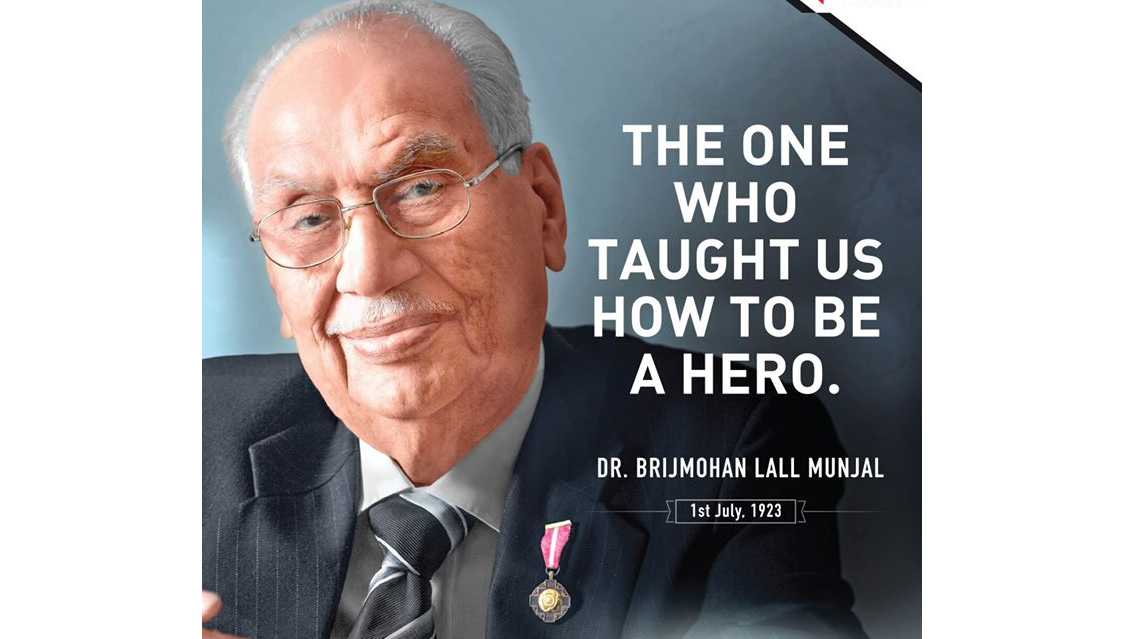 THE ONE
WHO
TAUGHT US
HOW TO BE
A HERO.
DR. BRIJMOHAN LALL MUNJAL
1st July, 1923